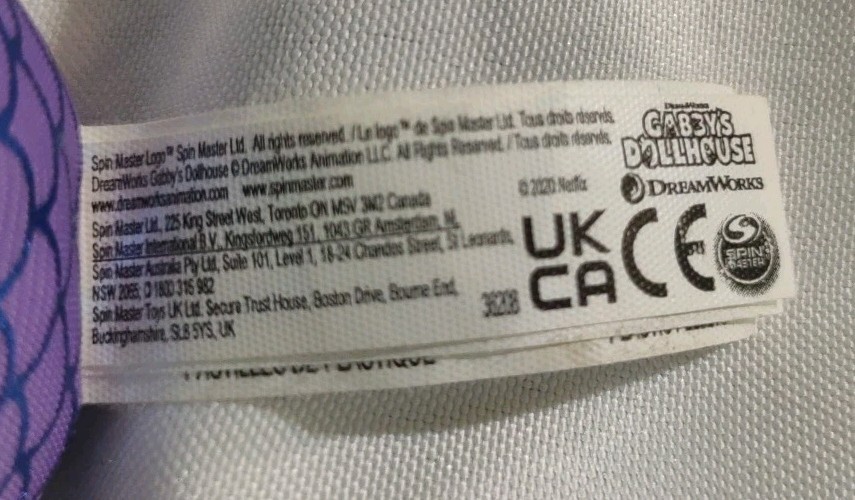 Spin Master Logo™ Spin Master Ltd. All rights reserved. / Le logo™ de Spin Master Ltd. Tous droits réservés.
DreamWorks Gabby's Dollhouse © DreamWorks Animation LLC. All Rights Reserved. / Tous droits réservés.
www.dreamworksanimation.com www.spinmaster.com
© 2020 Netflix
Spin Master Ltd., 225 King Street West, Toronto ON M5V 3M2 Canada
Spin Master International B.V., Kingsfordweg 151, 1043 GR Amsterdam, NL
Spin Master Australia Pty Ltd, Suite 101, Level 1, 18-24 Chandos Street, St Leonards,
NSW 2065; 1800 316 982
Spin Master Toys UK Ltd. Secure Trust House, Boston Drive, Bourne End,
Buckinghamshire, SL8 5YS, UK
DreamWorks
GABBY'S
DOLLHOUSE
DREAMWORKS
UK
CA
CE
SPIN
MASTER